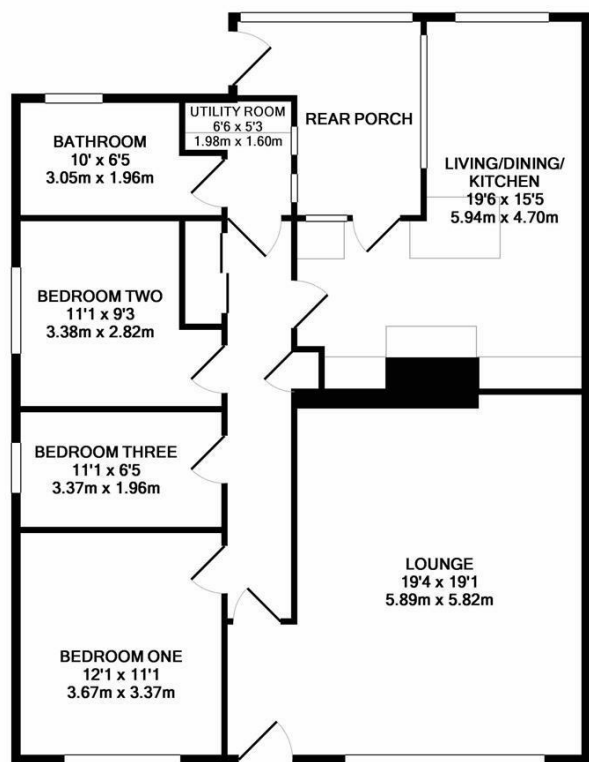 UTILITY ROOM
6'6 x 5'3
1.98m x 1.60m
REAR PORCH
BATHROOM
10' x 6'5
3.05m x 1.96m
LIVING/DINING/
KITCHEN
19'6 x 15'5
5.94m x 4.70m
BEDROOM TWO
11'1 x 9'3
3.38m x 2.82m
BEDROOM THREE
11'1 x 6'5
3.37m x 1.96m
LOUNGE
19'4 x 19'1
5.89m x 5.82m
BEDROOM ONE
12'1 x 11'1
3.67m x 3.37m